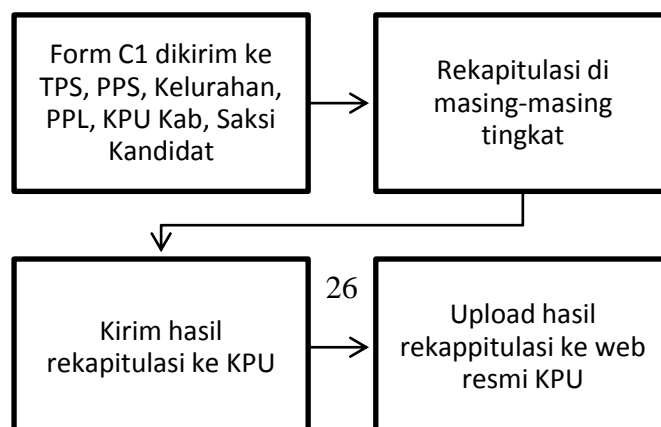 Form C1 dikirim ke
TPS, PPS, Kelurahan,
PPL, KPU Kab, Saksi
Kandidat
Rekapitulasi di
masing-masing
tingkat
Kirim hasil
rekapitulasi ke KPU
26
Upload hasil
rekappitulasi ke web
resmi KPU